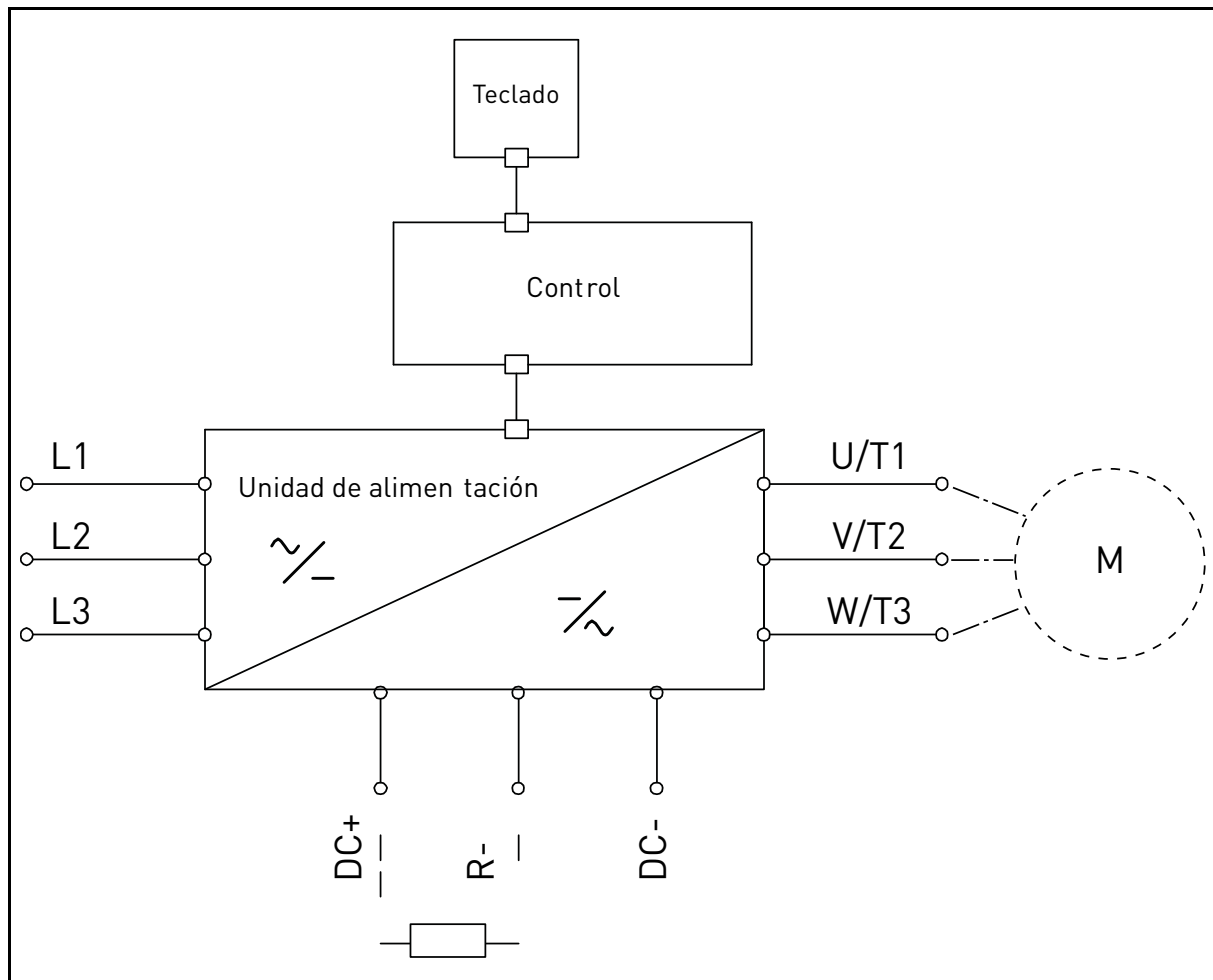 Teclado
Control
L1
U/T1
Unidad de alimen tación
L2
V/T2
M
L3
W/T3
DC+
R-
DC-